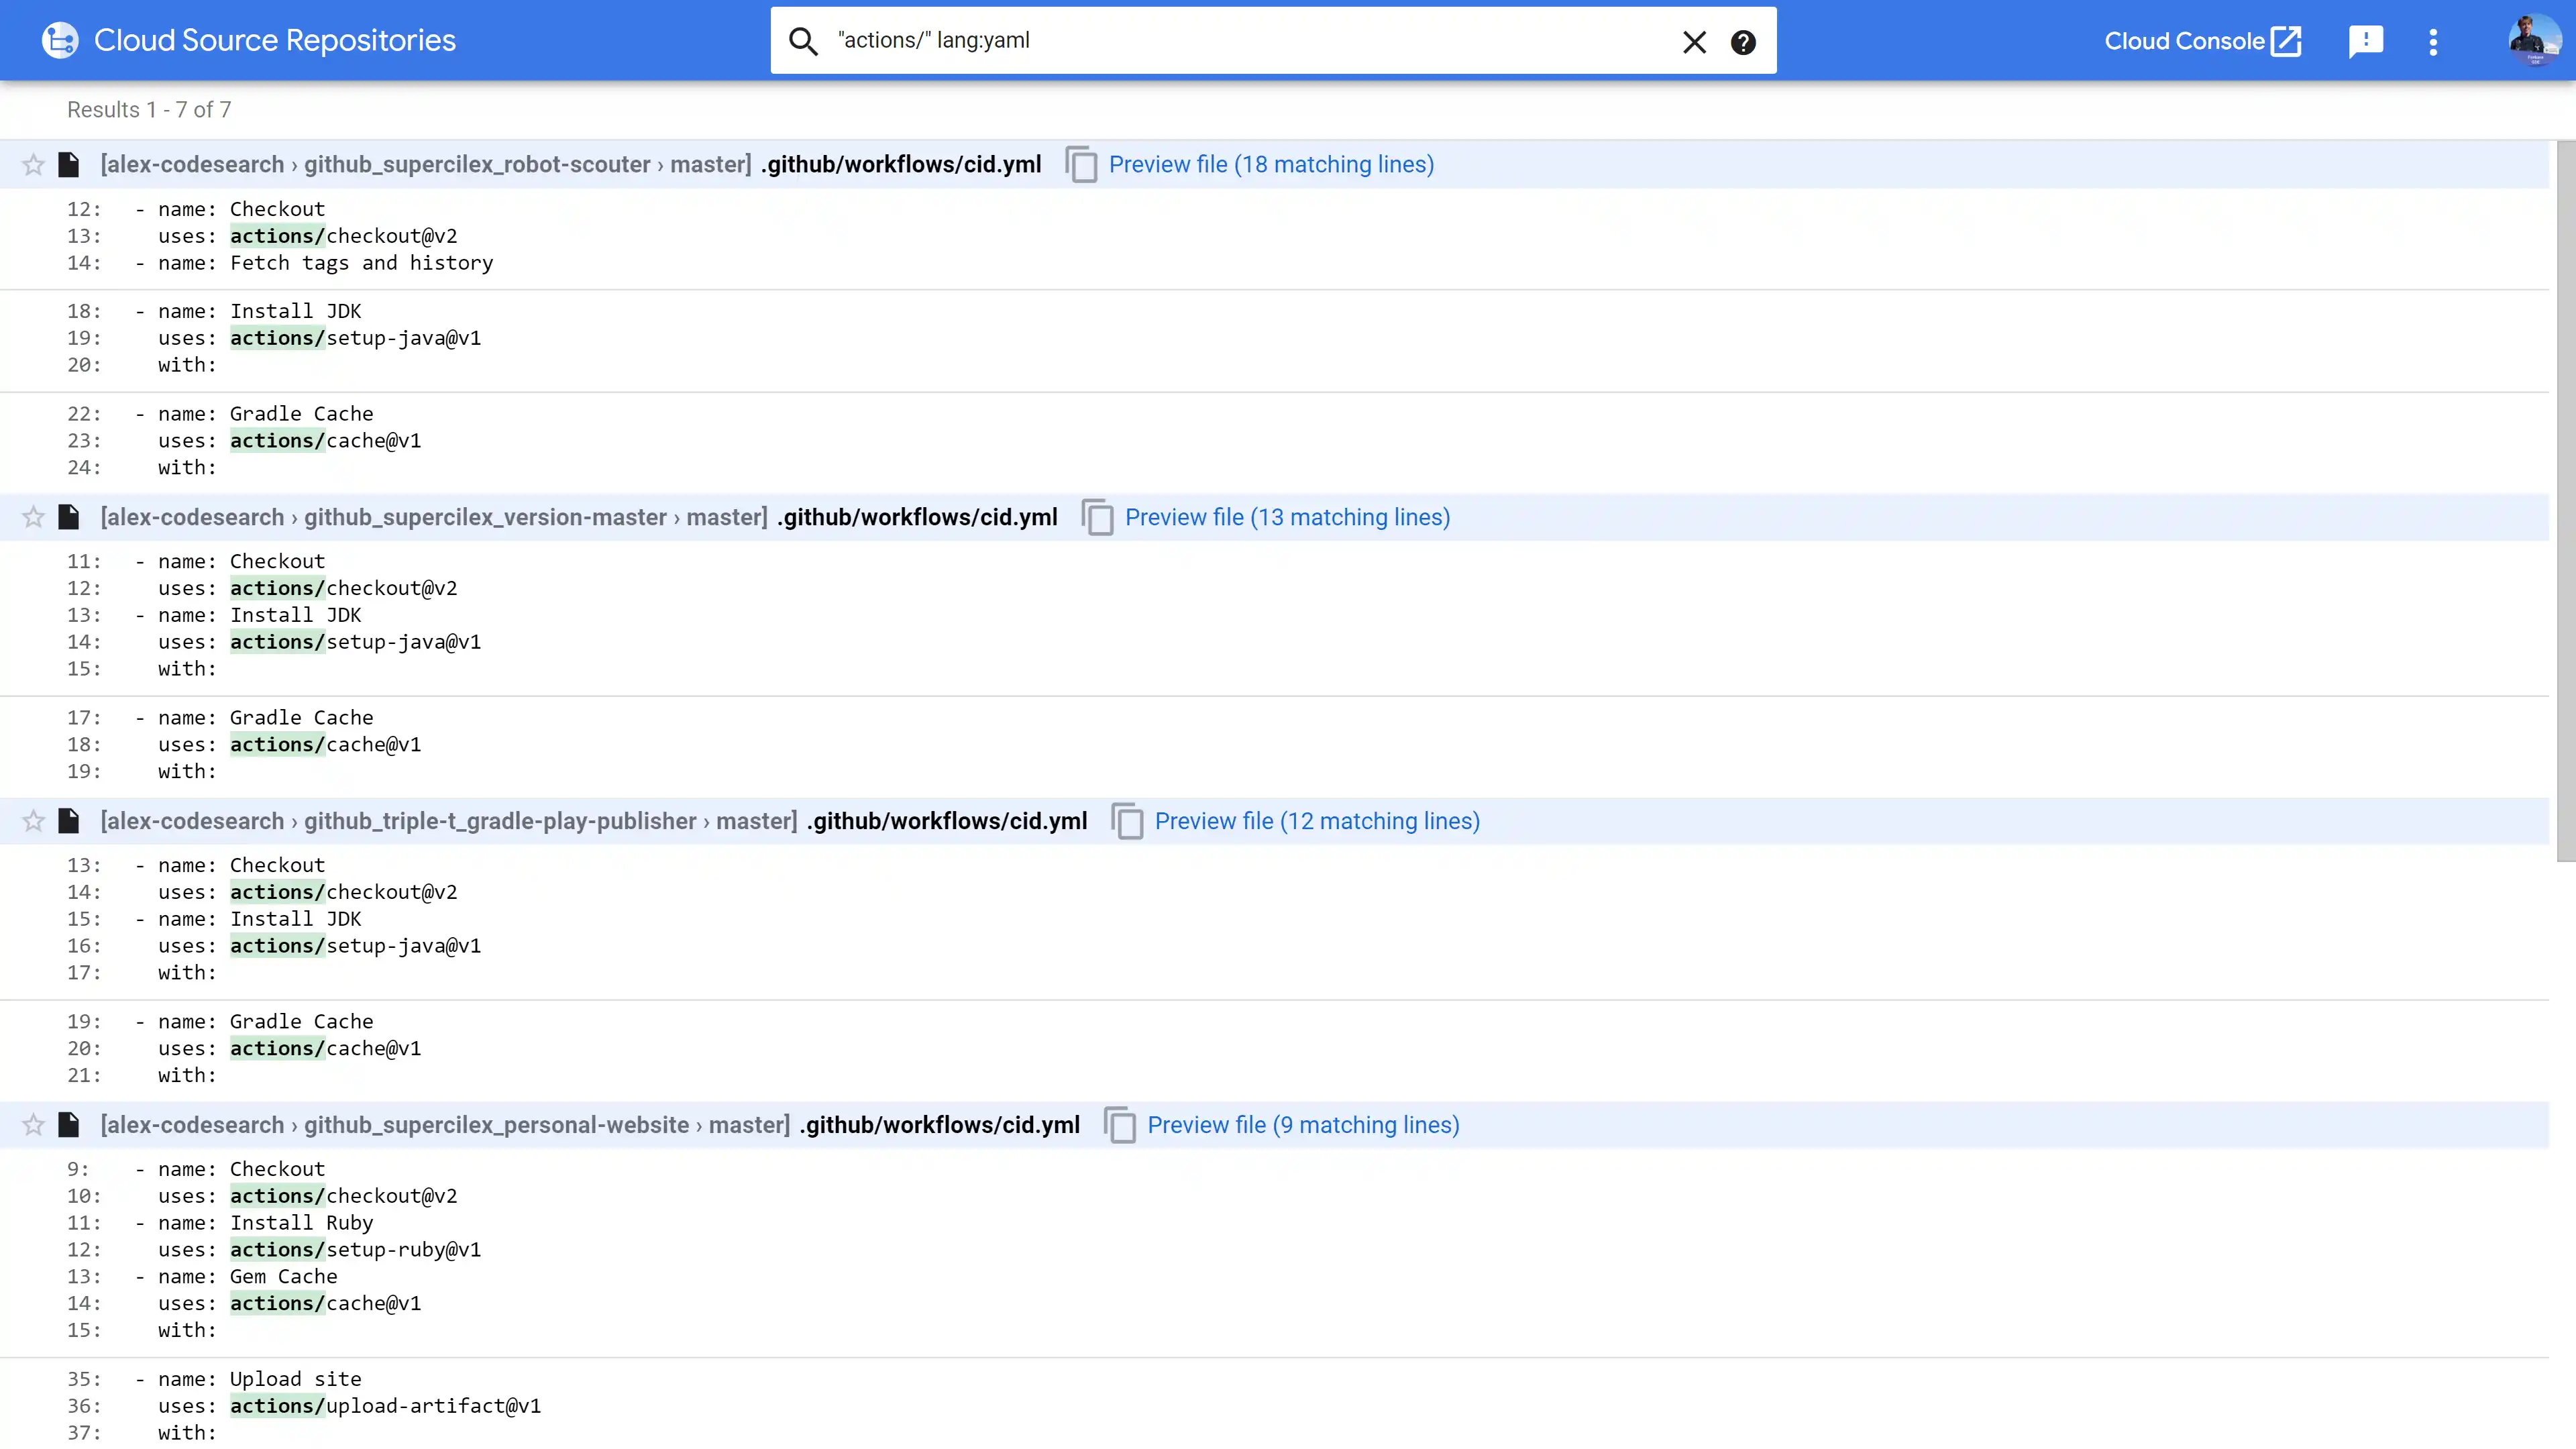 Cloud Source Repositories
"actions/" lang:yaml
Cloud Console
Results 1 - 7 of 7
[alex-codesearch › github_supercilex_robot-scouter › master] .github/workflows/cid.yml Preview file (18 matching lines)
12: - name: Checkout
13: uses: actions/checkout@v2
14: - name: Fetch tags and history
18: - name: Install JDK
19: uses: actions/setup-java@v1
20: with:
22: - name: Gradle Cache
23: uses: actions/cache@v1
24: with:
[alex-codesearch › github_supercilex_version-master › master] .github/workflows/cid.yml Preview file (13 matching lines)
11: - name: Checkout
12: uses: actions/checkout@v2
13: - name: Install JDK
14: uses: actions/setup-java@v1
15: with:
17: - name: Gradle Cache
18: uses: actions/cache@v1
19: with:
[alex-codesearch › github_triple-t_gradle-play-publisher › master] .github/workflows/cid.yml Preview file (12 matching lines)
13: - name: Checkout
14: uses: actions/checkout@v2
15: - name: Install JDK
16: uses: actions/setup-java@v1
17: with:
19: - name: Gradle Cache
20: uses: actions/cache@v1
21: with:
[alex-codesearch › github_supercilex_personal-website › master] .github/workflows/cid.yml Preview file (9 matching lines)
9: - name: Checkout
10: uses: actions/checkout@v2
11: - name: Install Ruby
12: uses: actions/setup-ruby@v1
13: - name: Gem Cache
14: uses: actions/cache@v1
15: with:
35: - name: Upload site
36: uses: actions/upload-artifact@v1
37: with: